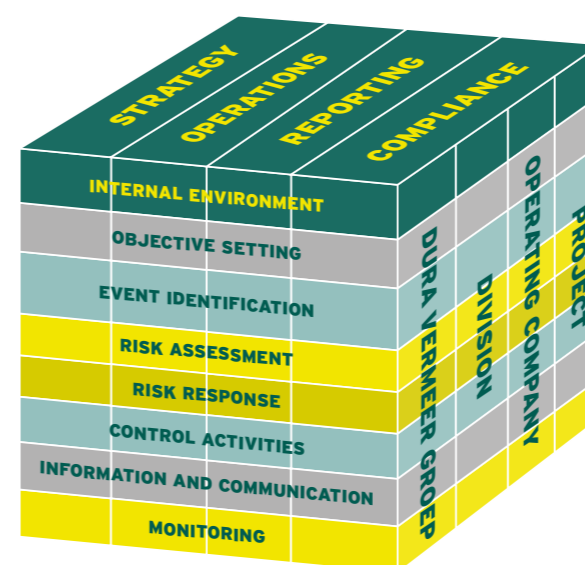 STRATEGY
OPERATIONS
REPORTING
COMPLIANCE
INTERNAL ENVIRONMENT
OBJECTIVE SETTING
EVENT IDENTIFICATION
RISK ASSESSMENT
RISK RESPONSE
CONTROL ACTIVITIES
INFORMATION AND COMMUNICATION
MONITORING
DURA VERMEER GROEP
DIVISION
OPERATING COMPANY
PROJECT